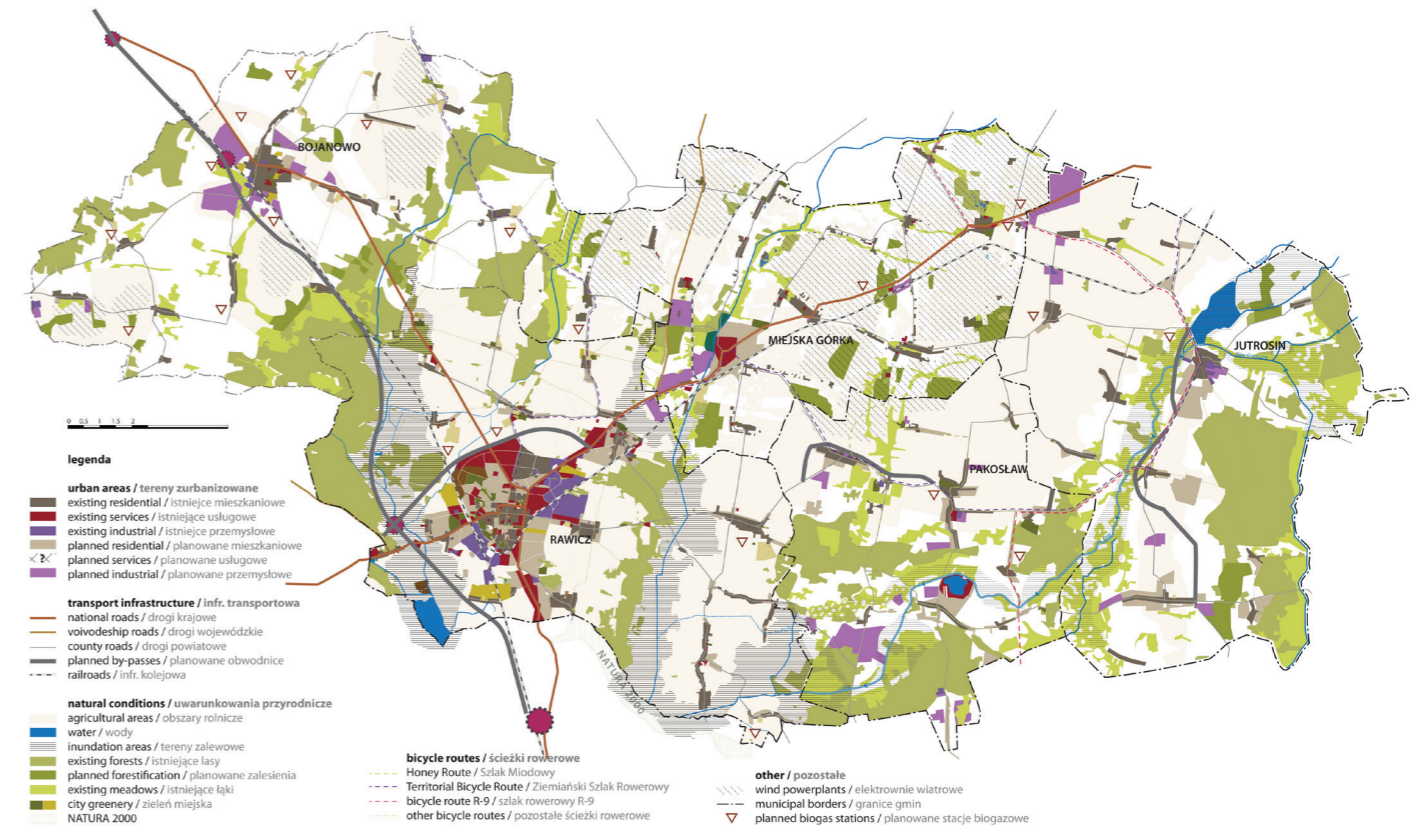 BOJANOWO
MIEJSKA GÓRKA
JUTROSIN
PAKOSŁAW
RAWICZ
NATURA 2000
0 0.5 1 1.5 2
legenda
urban areas / tereny zurbanizowane
existing residential / istniejce mieszkaniowe
existing services / istniejące usługowe
existing industrial / istniejce przemysłowe
planned residential / planowane mieszkaniowe
? planned services / planowane usługowe
planned industrial / planowane przemysłowe
transport infrastructure / infr. transportowa
national roads / drogi krajowe
voivodeship roads / drogi wojewódzkie
county roads / drogi powiatowe
planned by-passes / planowane obwodnice
railroads / infr. kolejowa
natural conditions / uwarunkowania przyrodnicze
agricultural areas / obszary rolnicze
water / wody
inundation areas / tereny zalewowe
existing forests / istniejące lasy
planned forestification / planowane zalesienia
existing meadows / istniejące łąki
city greenery / zieleń miejska
NATURA 2000
bicycle routes / ścieżki rowerowe
Honey Route / Szlak Miodowy
Territorial Bicycle Route / Ziemiański Szlak Rowerowy
bicycle route R-9 / szlak rowerowy R-9
other bicycle routes / pozostałe ścieżki rowerowe
other / pozostałe
wind powerplants / elektrownie wiatrowe
municipal borders / granice gmin
planned biogas stations / planowane stacje biogazowe